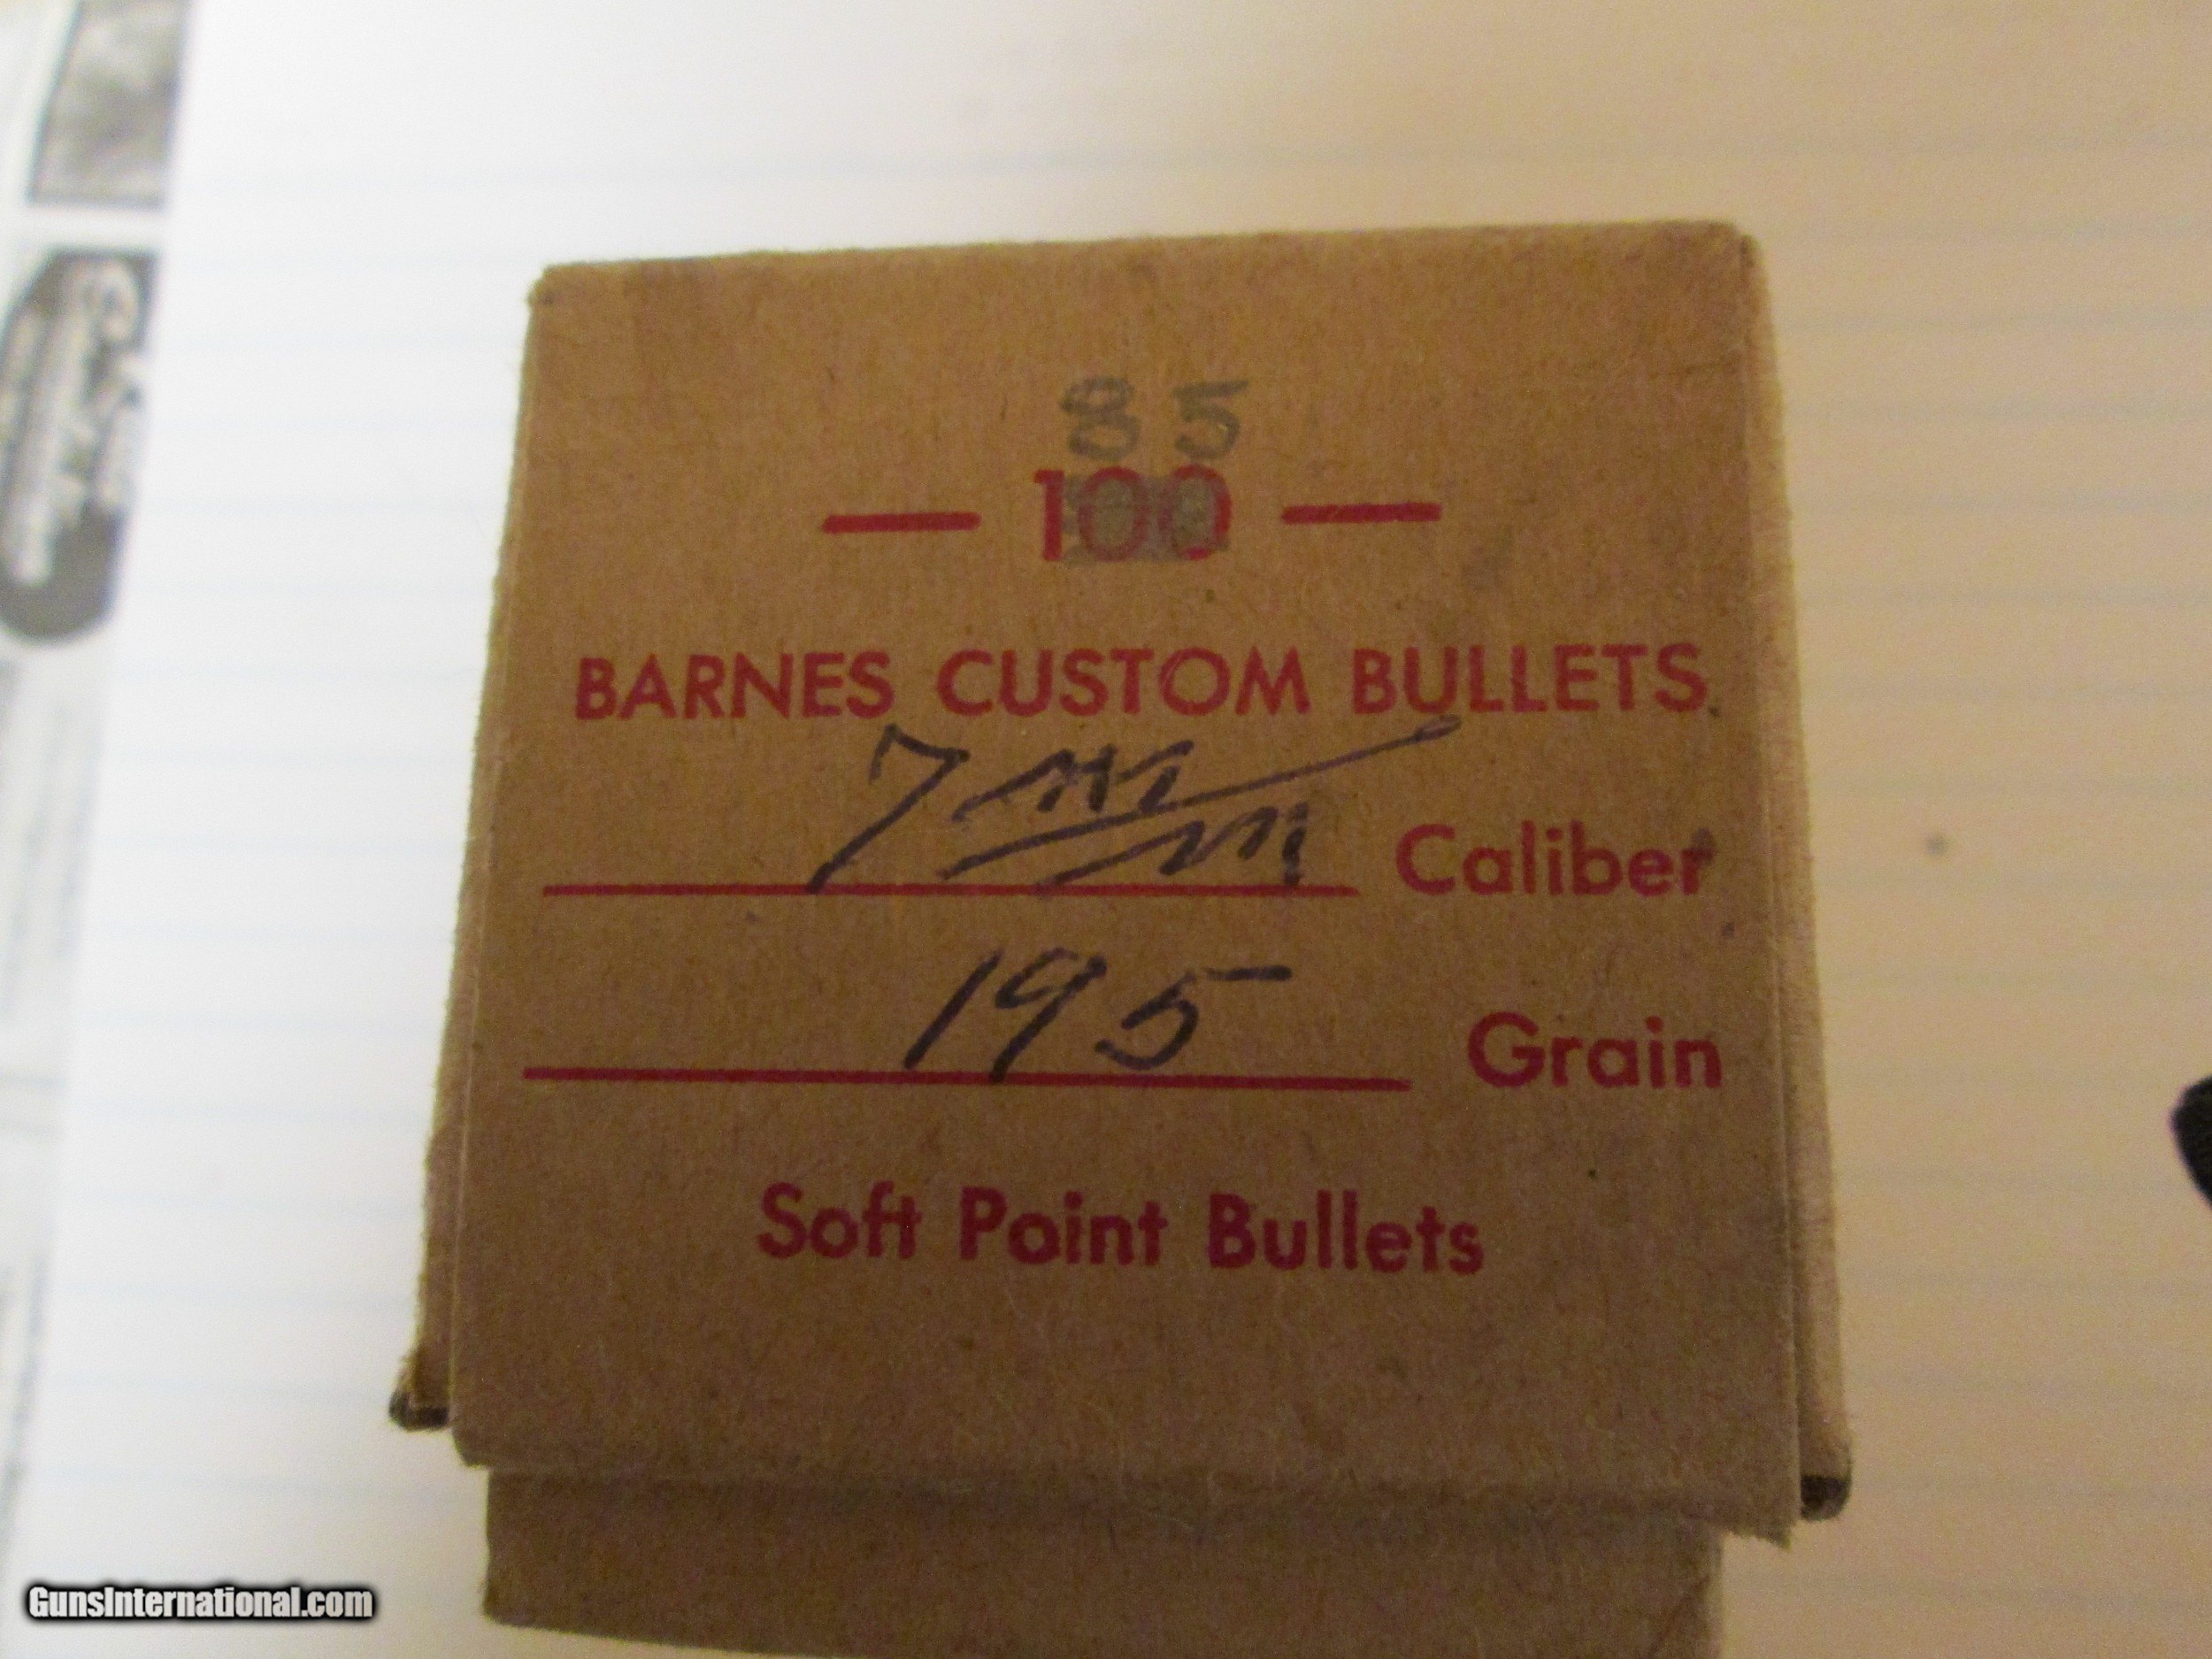 85
— 100 —
BARNES CUSTOM BULLETS
7 m/m Caliber
195 Grain
Soft Point Bullets
GunsInternational.com